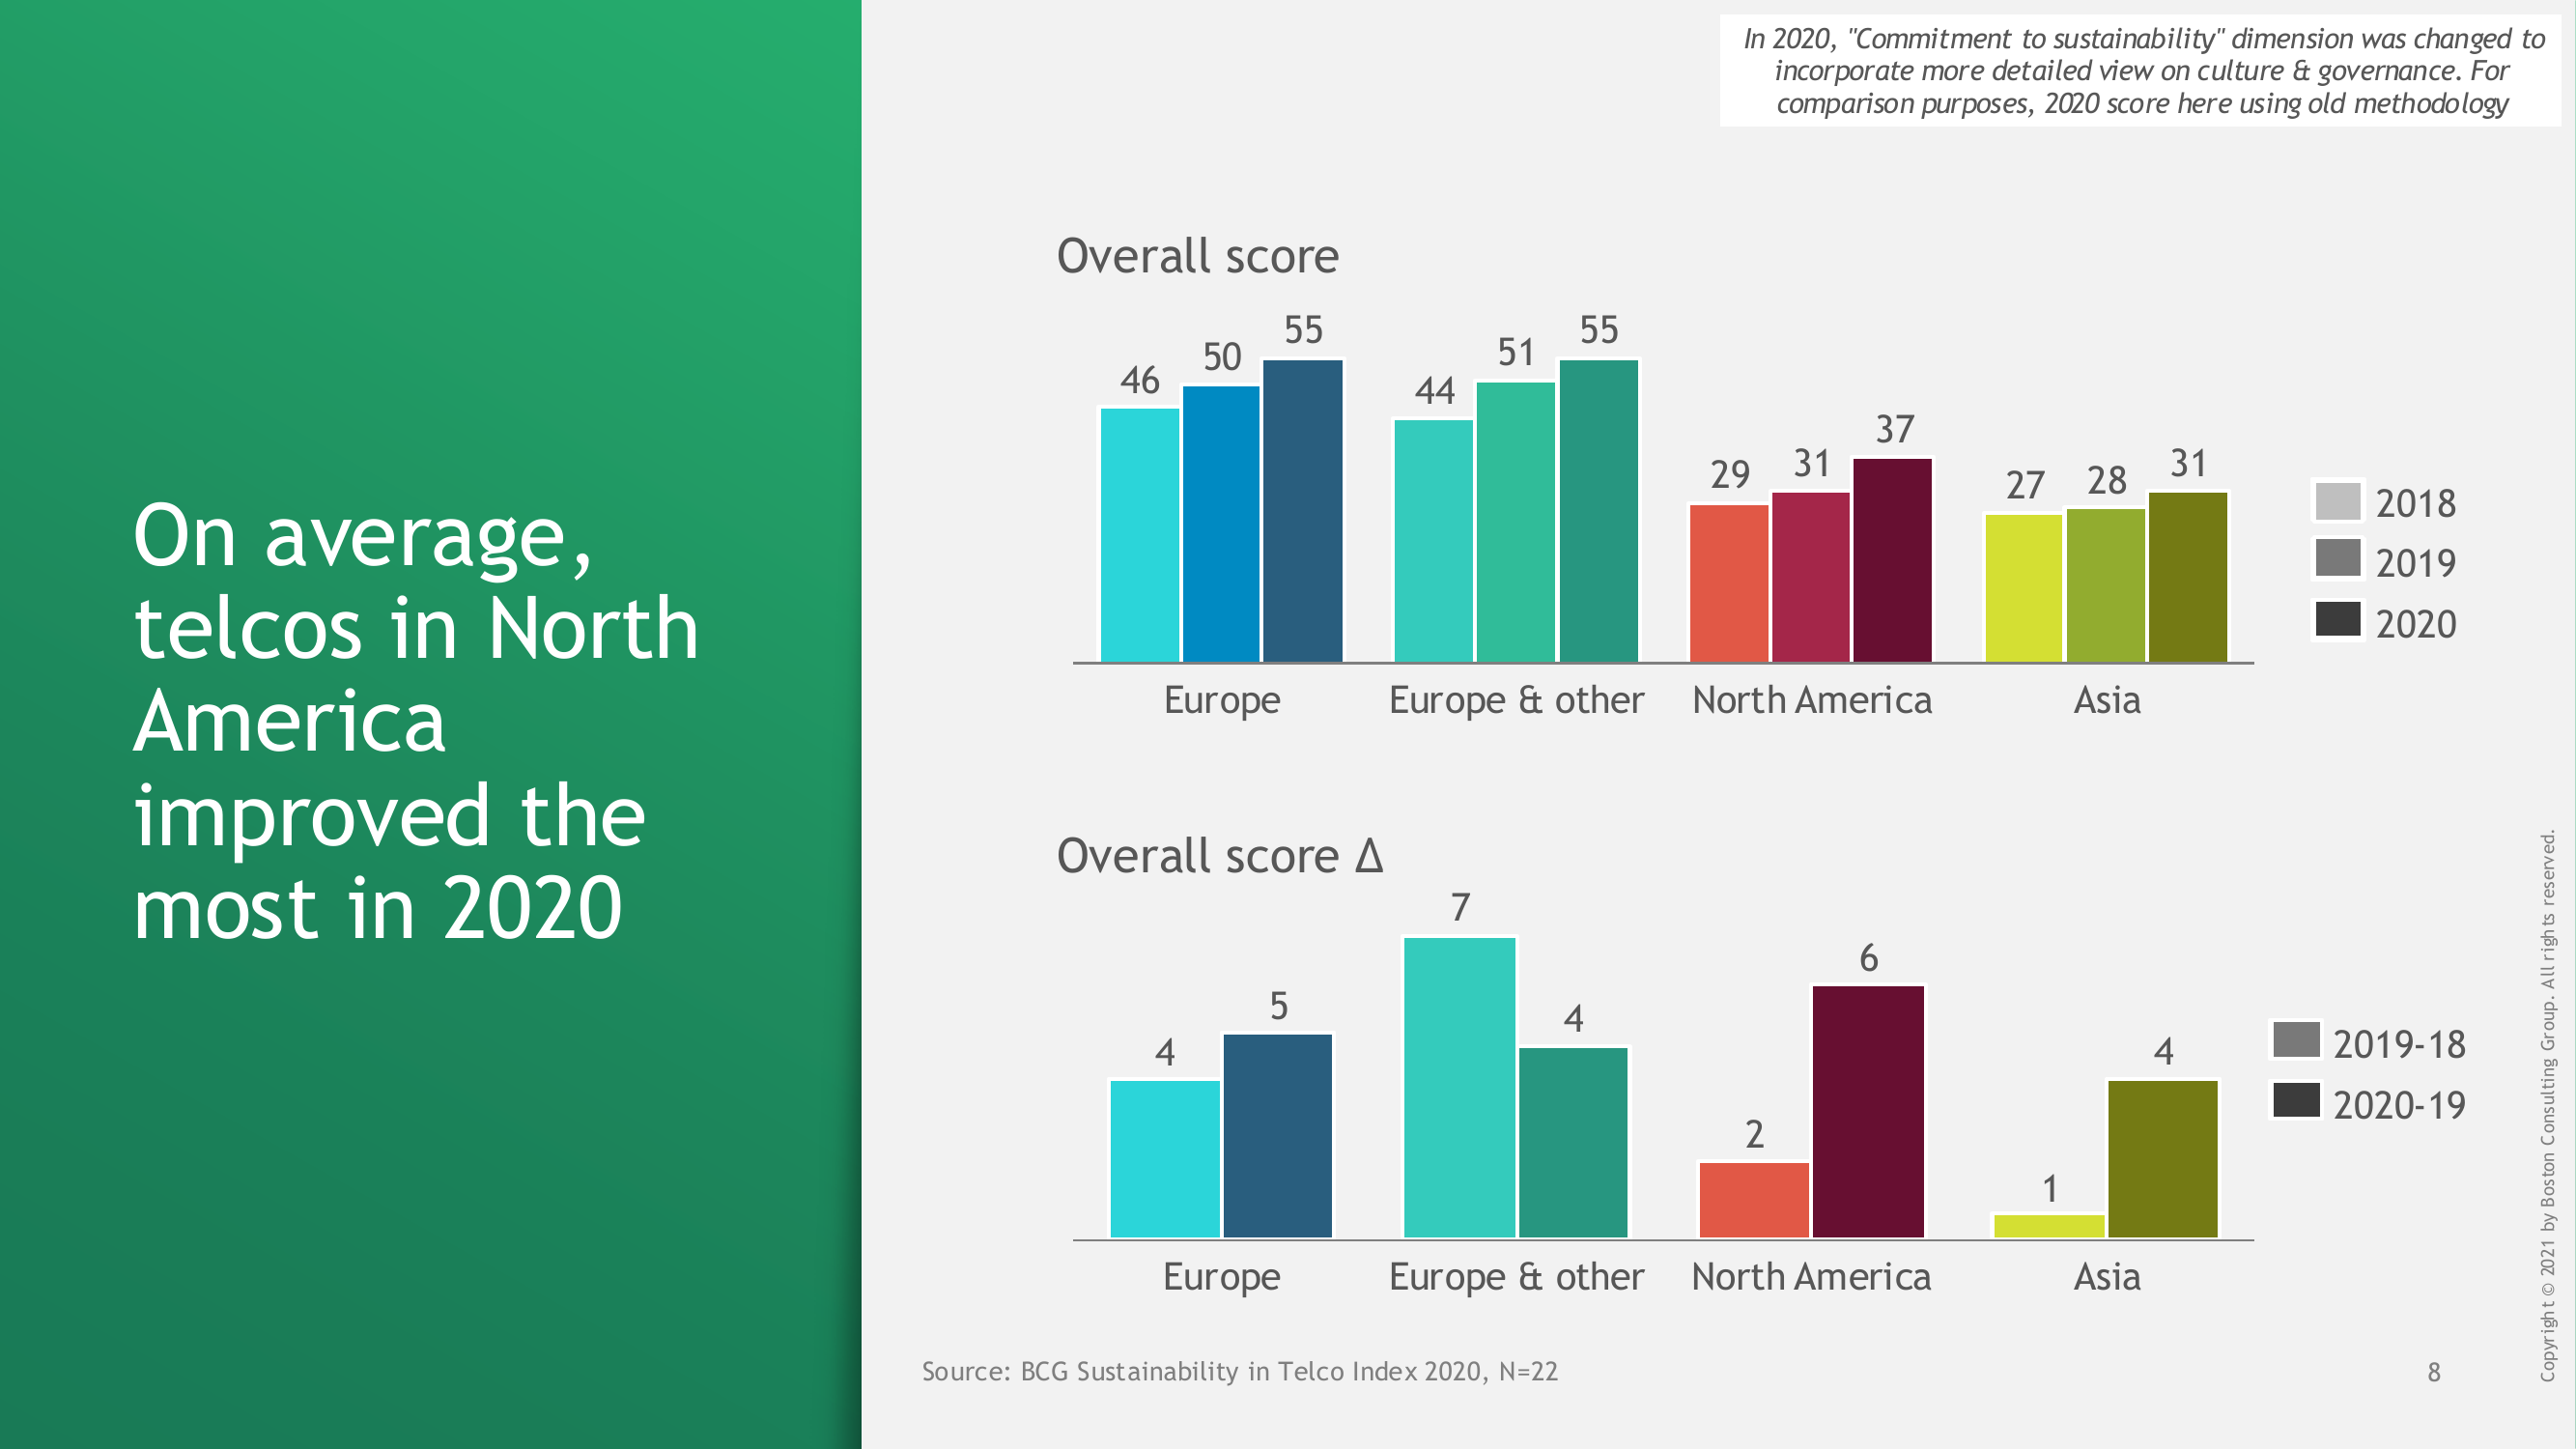 In 2020, "Commitment to sustainability" dimension was changed to
incorporate more detailed view on culture & governance. For
comparison purposes, 2020 score here using old methodology
On average,
telcos in North
America
improved the
most in 2020
Overall score
46 50 55 44 51 55 29 31 37 27 28 31
Europe Europe & other North America Asia
2018
2019
2020
Overall score Δ
4 5 7 4 2 6 1 4
Europe Europe & other North America Asia
2019-18
2020-19
Source: BCG Sustainability in Telco Index 2020, N=22
8
Copyright © 2021 by Boston Consulting Group. All rights reserved.